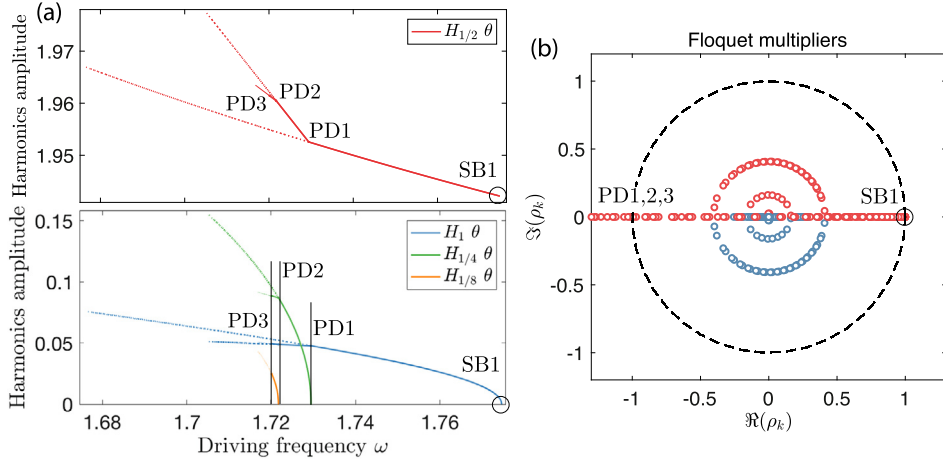 (a)
Harmonics amplitude
1.97
1.96
1.95
H1/2 θ
PD3
PD2
PD1
SB1
Harmonics amplitude
0.15
0.1
0.05
0
H1 θ
H1/4 θ
H1/8 θ
PD2
PD3
PD1
SB1
1.68
1.7
1.72
1.74
1.76
Driving frequency ω
(b)
Floquet multipliers
ℑ(ρk)
1
0.5
0
-0.5
-1
PD1,2,3
SB1
-1
-0.5
0
0.5
1
ℜ(ρk)